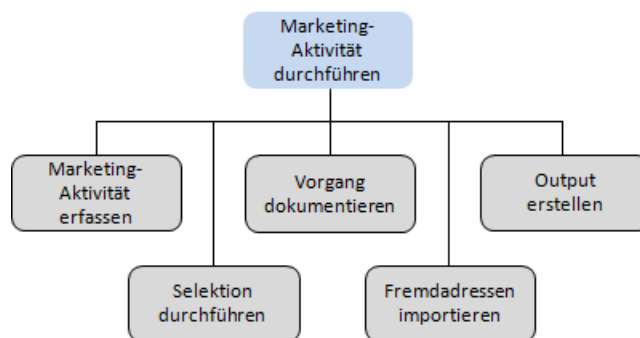 Marketing-
Aktivität
durchführen
Marketing-
Aktivität
erfassen
Vorgang
dokumentieren
Output
erstellen
Selektion
durchführen
Fremdadressen
importieren